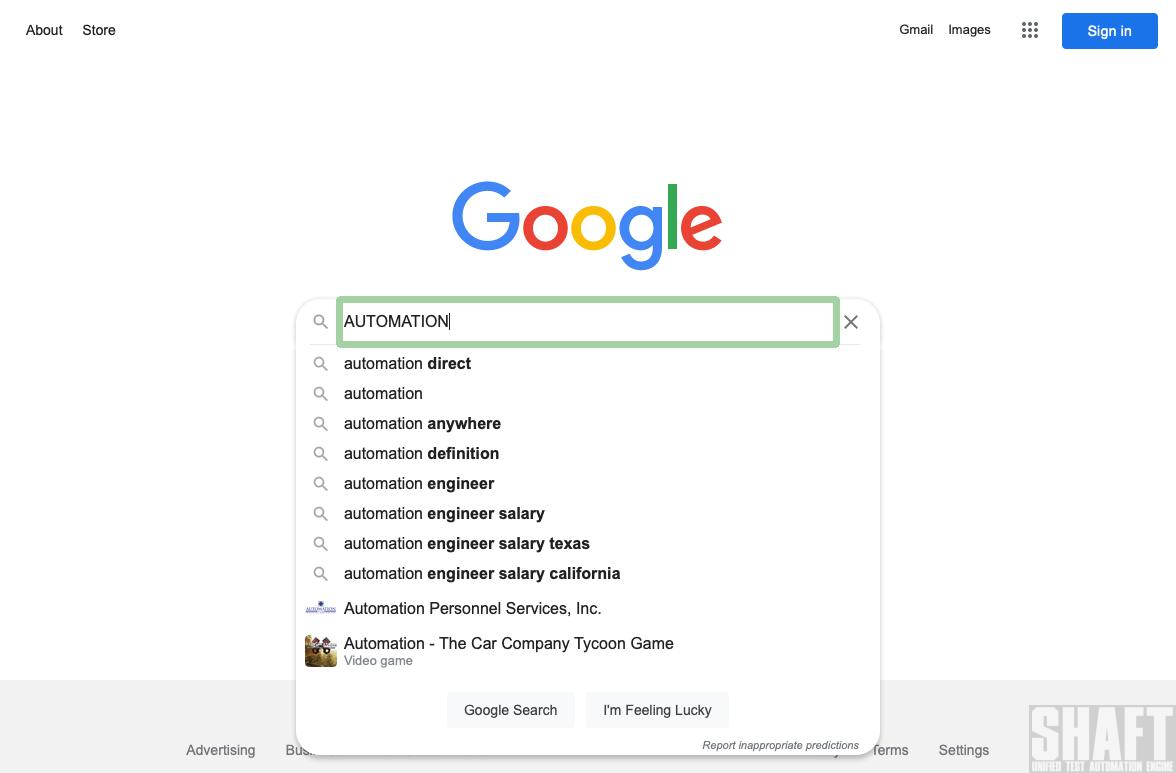 About Store Gmail Images Sign in
Google
AUTOMATION
automation direct
automation
automation anywhere
automation definition
automation engineer
automation engineer salary
automation engineer salary texas
automation engineer salary california
AUTOMATION
Automation Personnel Services, Inc.
Automation - The Car Company Tycoon Game
Video game
Google Search I'm Feeling Lucky
Report inappropriate predictions
Advertising Terms Settings
SHAFT
UNIFIED TEST AUTOMATION ENGINE